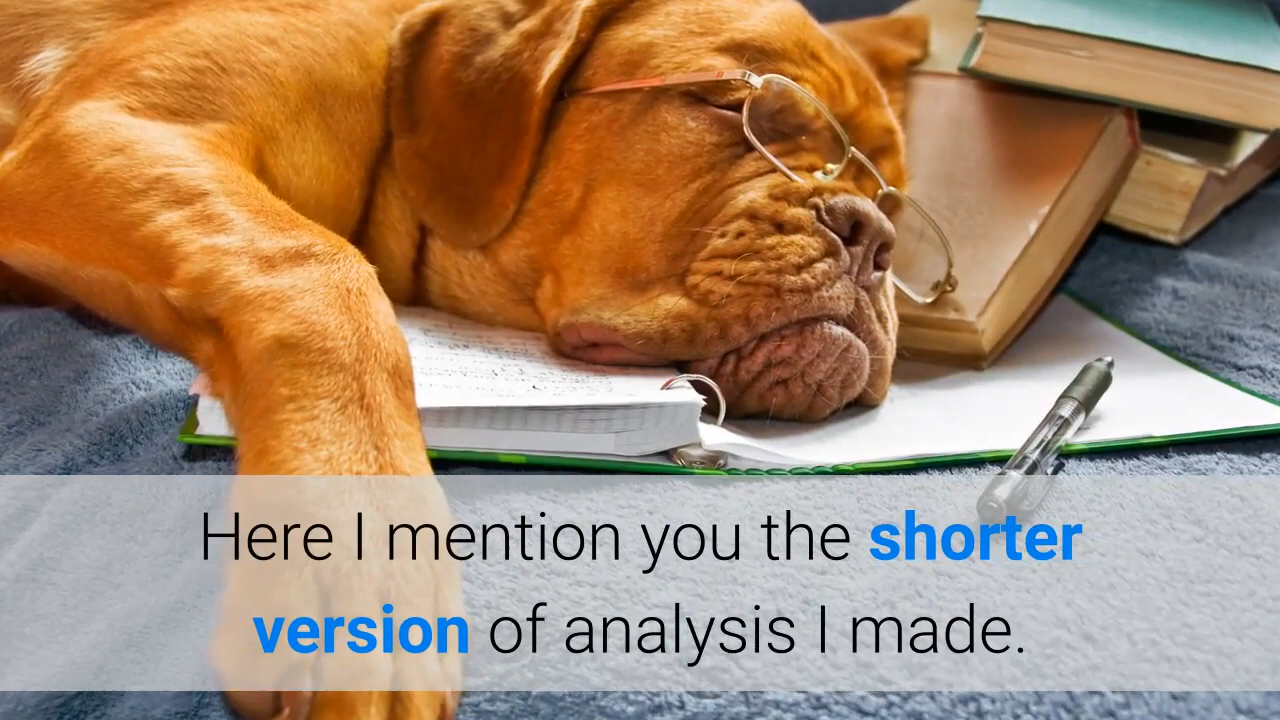 Here I mention you the shorter
version of analysis I made.